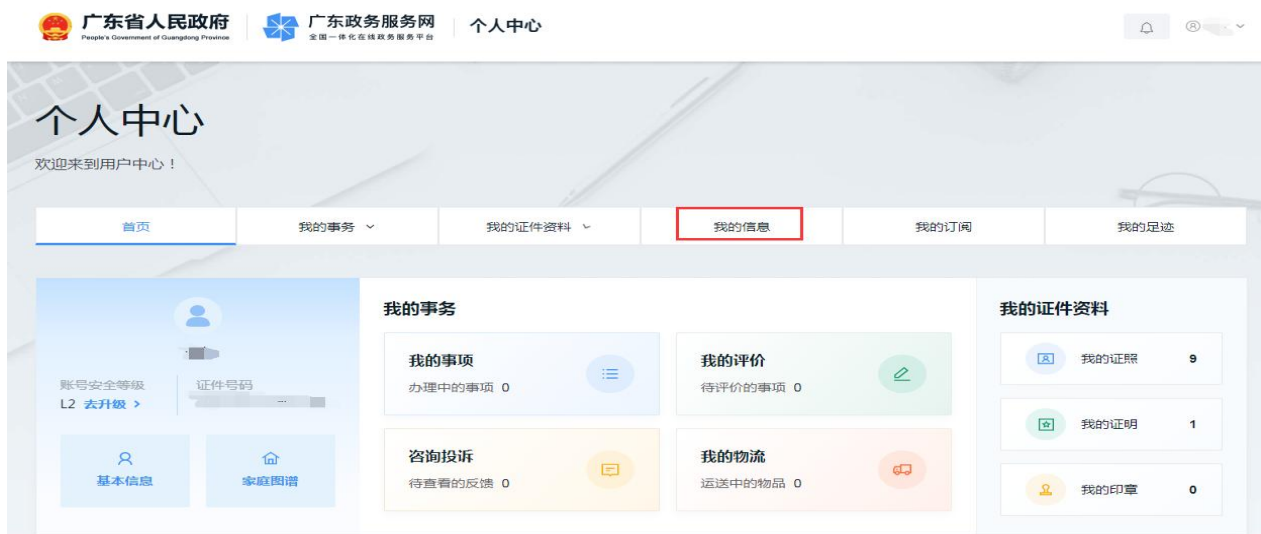 广东省人民政府
People's Government of Guangdong Province
广东政务服务网
全国一体化在线政务服务平台
个人中心
个人中心
欢迎来到用户中心！
首页
我的事务
我的证件资料
我的信息
我的订阅
我的足迹
账号安全等级
L2 去升级 >
证件号码
基本信息
家庭图谱
我的事务
我的事项
办理中的事项 0
我的评价
待评价的事项 0
咨询投诉
待查看的反馈 0
我的物流
运送中的物品 0
我的证件资料
我的证照 9
我的证明 1
我的印章 0